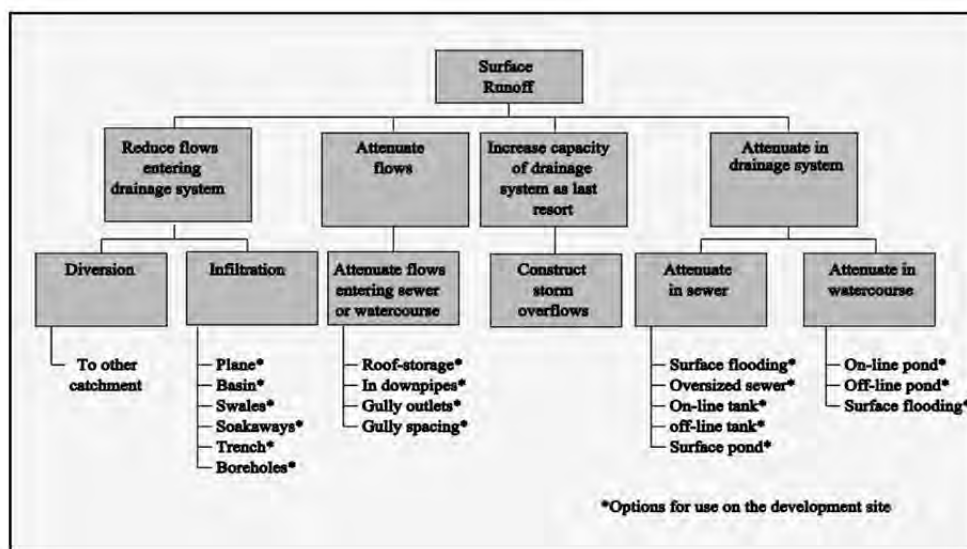 Surface
Runoff
Reduce flows
entering
drainage system
Attenuate
flows
Increase capacity
of drainage
system as last
resort
Attenuate in
drainage system
Diversion
Infiltration
Attenuate flows
entering sewer
or watercourse
Construct
storm
overflows
Attenuate
in sewer
Attenuate in
watercourse
To other
catchment
Plane*
Basin*
Swales*
Soakaways*
Trench*
Boreholes*
Roof-storage*
In downpipes*
Gully outlets*
Gully spacing*
Surface flooding*
Oversized sewer*
On-line tank*
off-line tank*
Surface pond*
On-line pond*
Off-line pond*
Surface flooding*
*Options for use on the development site